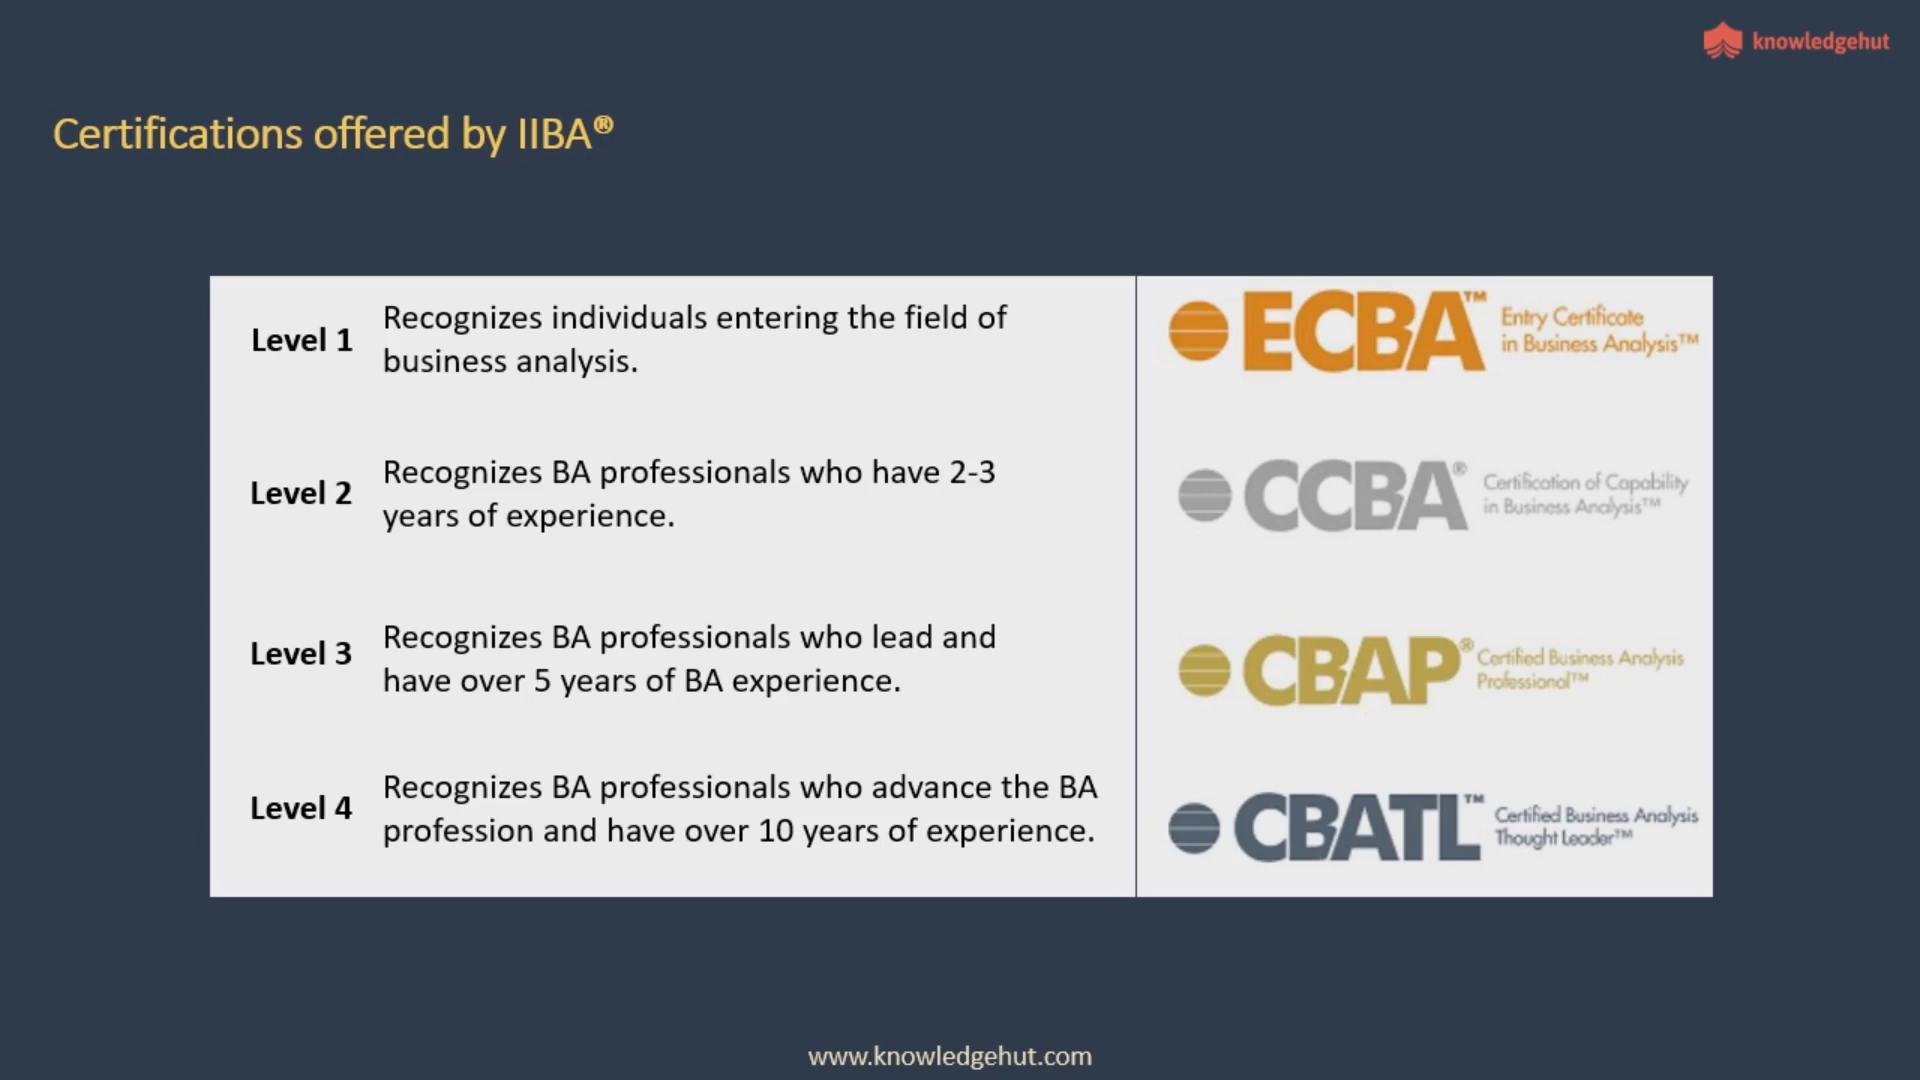 knowledgehut
Certifications offered by IIBA®
Level 1
Recognizes individuals entering the field of
business analysis.
ECBA™
Entry Certificate
in Business Analysis™
Level 2
Recognizes BA professionals who have 2-3
years of experience.
CCBA®
Certification of Capability
in Business Analysis™
Level 3
Recognizes BA professionals who lead and
have over 5 years of BA experience.
CBAP®
Certified Business Analysis
Professional™
Level 4
Recognizes BA professionals who advance the BA
profession and have over 10 years of experience.
CBATL™
Certified Business Analysis
Thought Leader™
www.knowledgehut.com